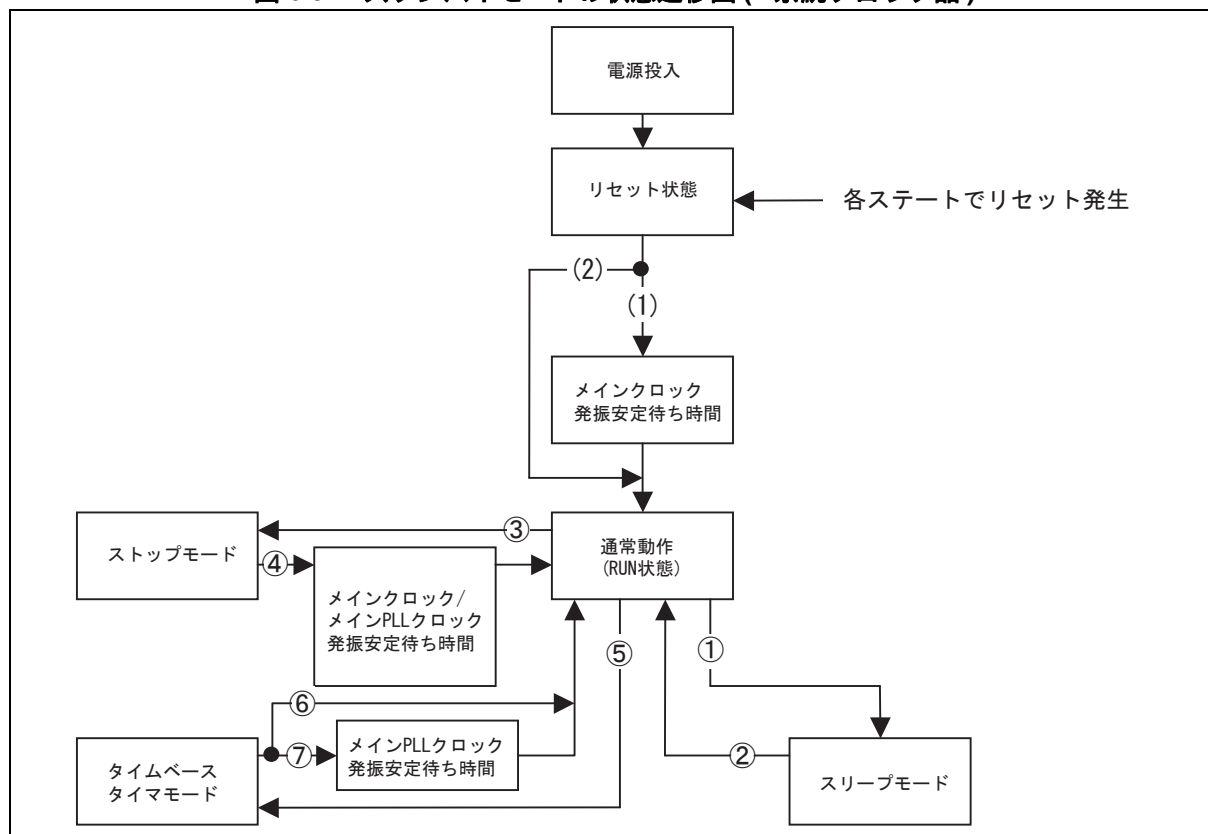 電源投入
リセット状態
各ステートでリセット発生
(2)
(1)
メインクロック
発振安定待ち時間
ストップモード
③
通常動作
(RUN状態)
④
メインクロック/
メインPLLクロック
発振安定待ち時間
⑤
①
⑥
タイムベース
タイマモード
⑦
メインPLLクロック
発振安定待ち時間
②
スリープモード